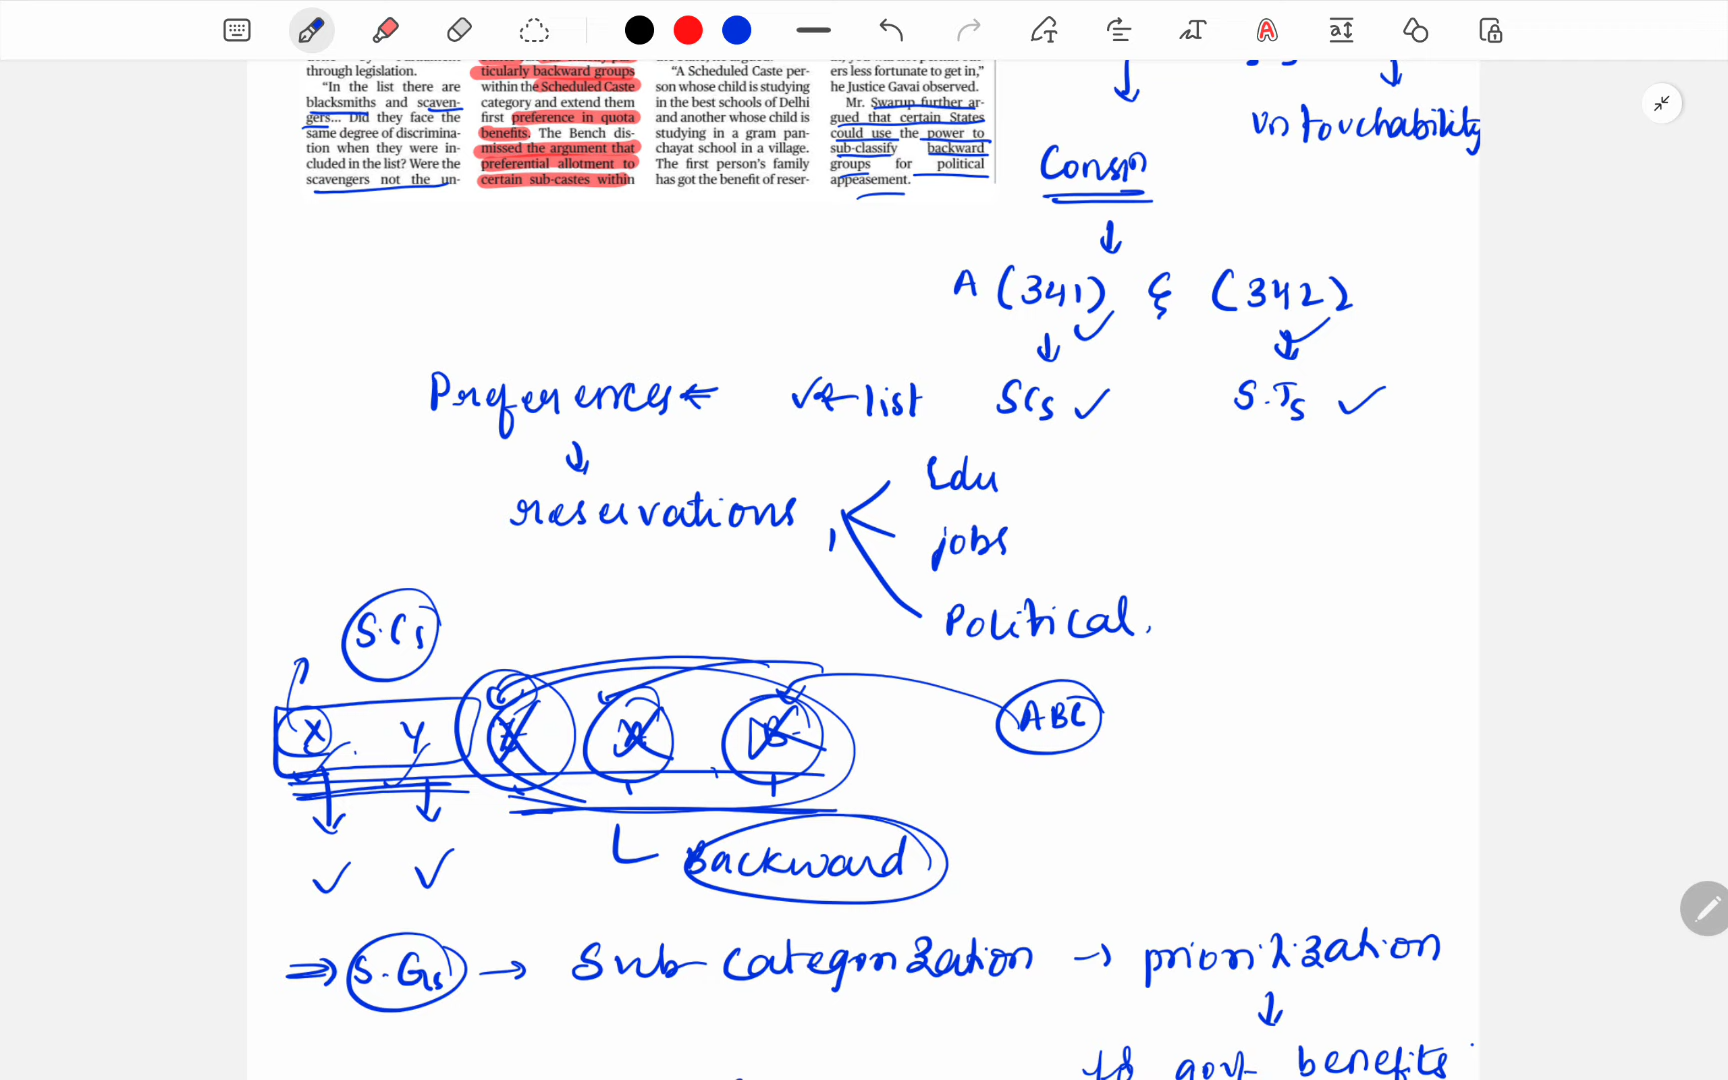 through legislation.
"In the list there are
blacksmiths and scaven-
gers... Did they face the
same degree of discrimina-
tion when they were in-
cluded in the list? Were the
scavengers not the un-
ticularly backward groups
within the Scheduled Caste
category and extend them
first preference in quota
benefits. The Bench dis-
missed the argument that
preferential allotment to
certain sub-castes within
"A Scheduled Caste per-
son whose child is studying
in the best schools of Delhi
and another whose child is
studying in a gram pan-
chayat school in a village.
The first person's family
has got the benefit of reser-
ers less fortunate to get in,"
he Justice Gavai observed.
Mr. Swarup further ar-
gued that certain States
could use the power to
sub-classify backward
groups for political
appeasement.
Untouchability
Consn
A (341) & (342)
Preferences ← ✓← list SCs ✓ S.Ts ✓
reservations
Edu
jobs
Political.
S.Cs
X Y
ABC
✓ ✓
Backward
⇒ S.Gs → Sub-Categorization → prioritization
govt benefits